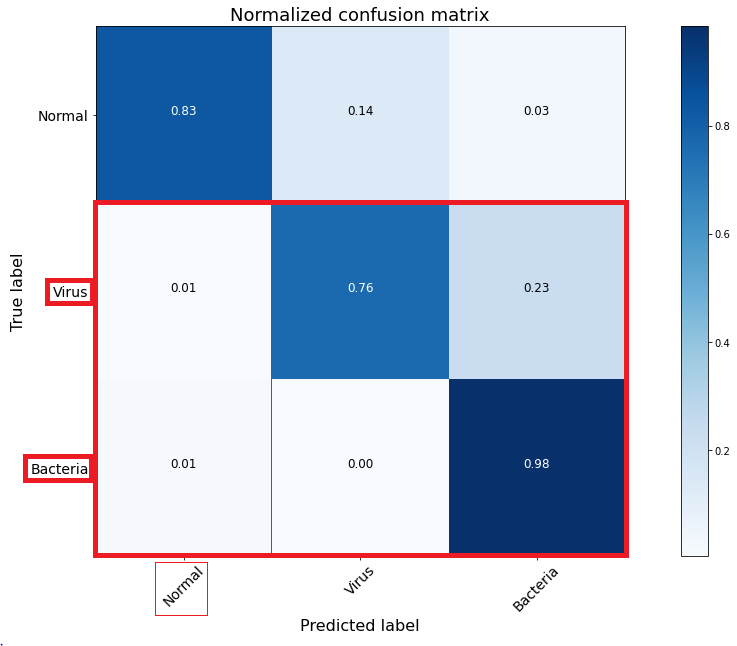 Normalized confusion matrix
Normal
0.83
0.14
0.03
0.8
0.6
True label
Virus
0.01
0.76
0.23
0.4
Bacteria
0.01
0.00
0.98
0.2
Normal
Virus
Bacteria
Predicted label